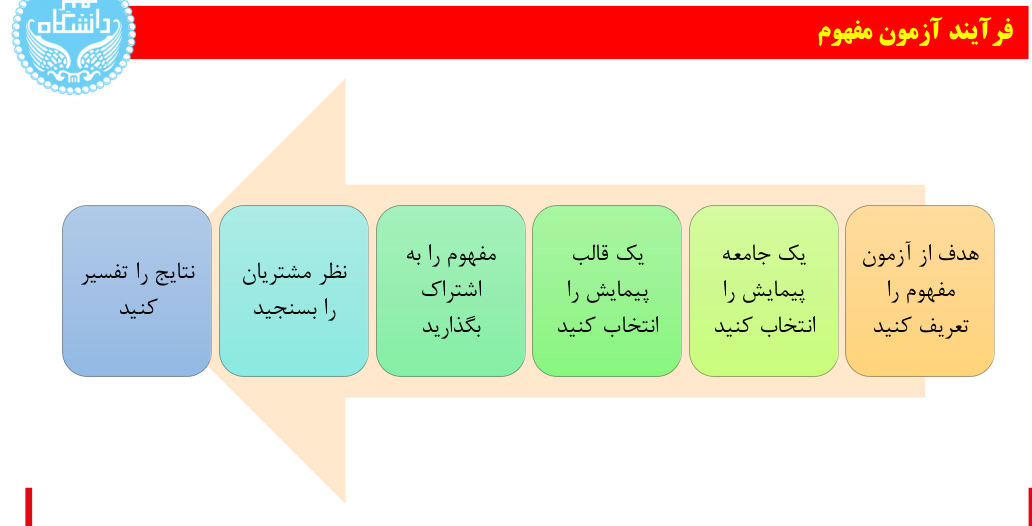 فرآیند آزمون مفهوم
دانشگاه
هدف از آزمون
مفهوم را
تعریف کنید
یک جامعه
پیمایش را
انتخاب کنید
یک قالب
پیمایش را
انتخاب کنید
مفهوم را به
اشتراک
بگذارید
نظر مشتریان
را بسنجید
نتایج را تفسیر
کنید